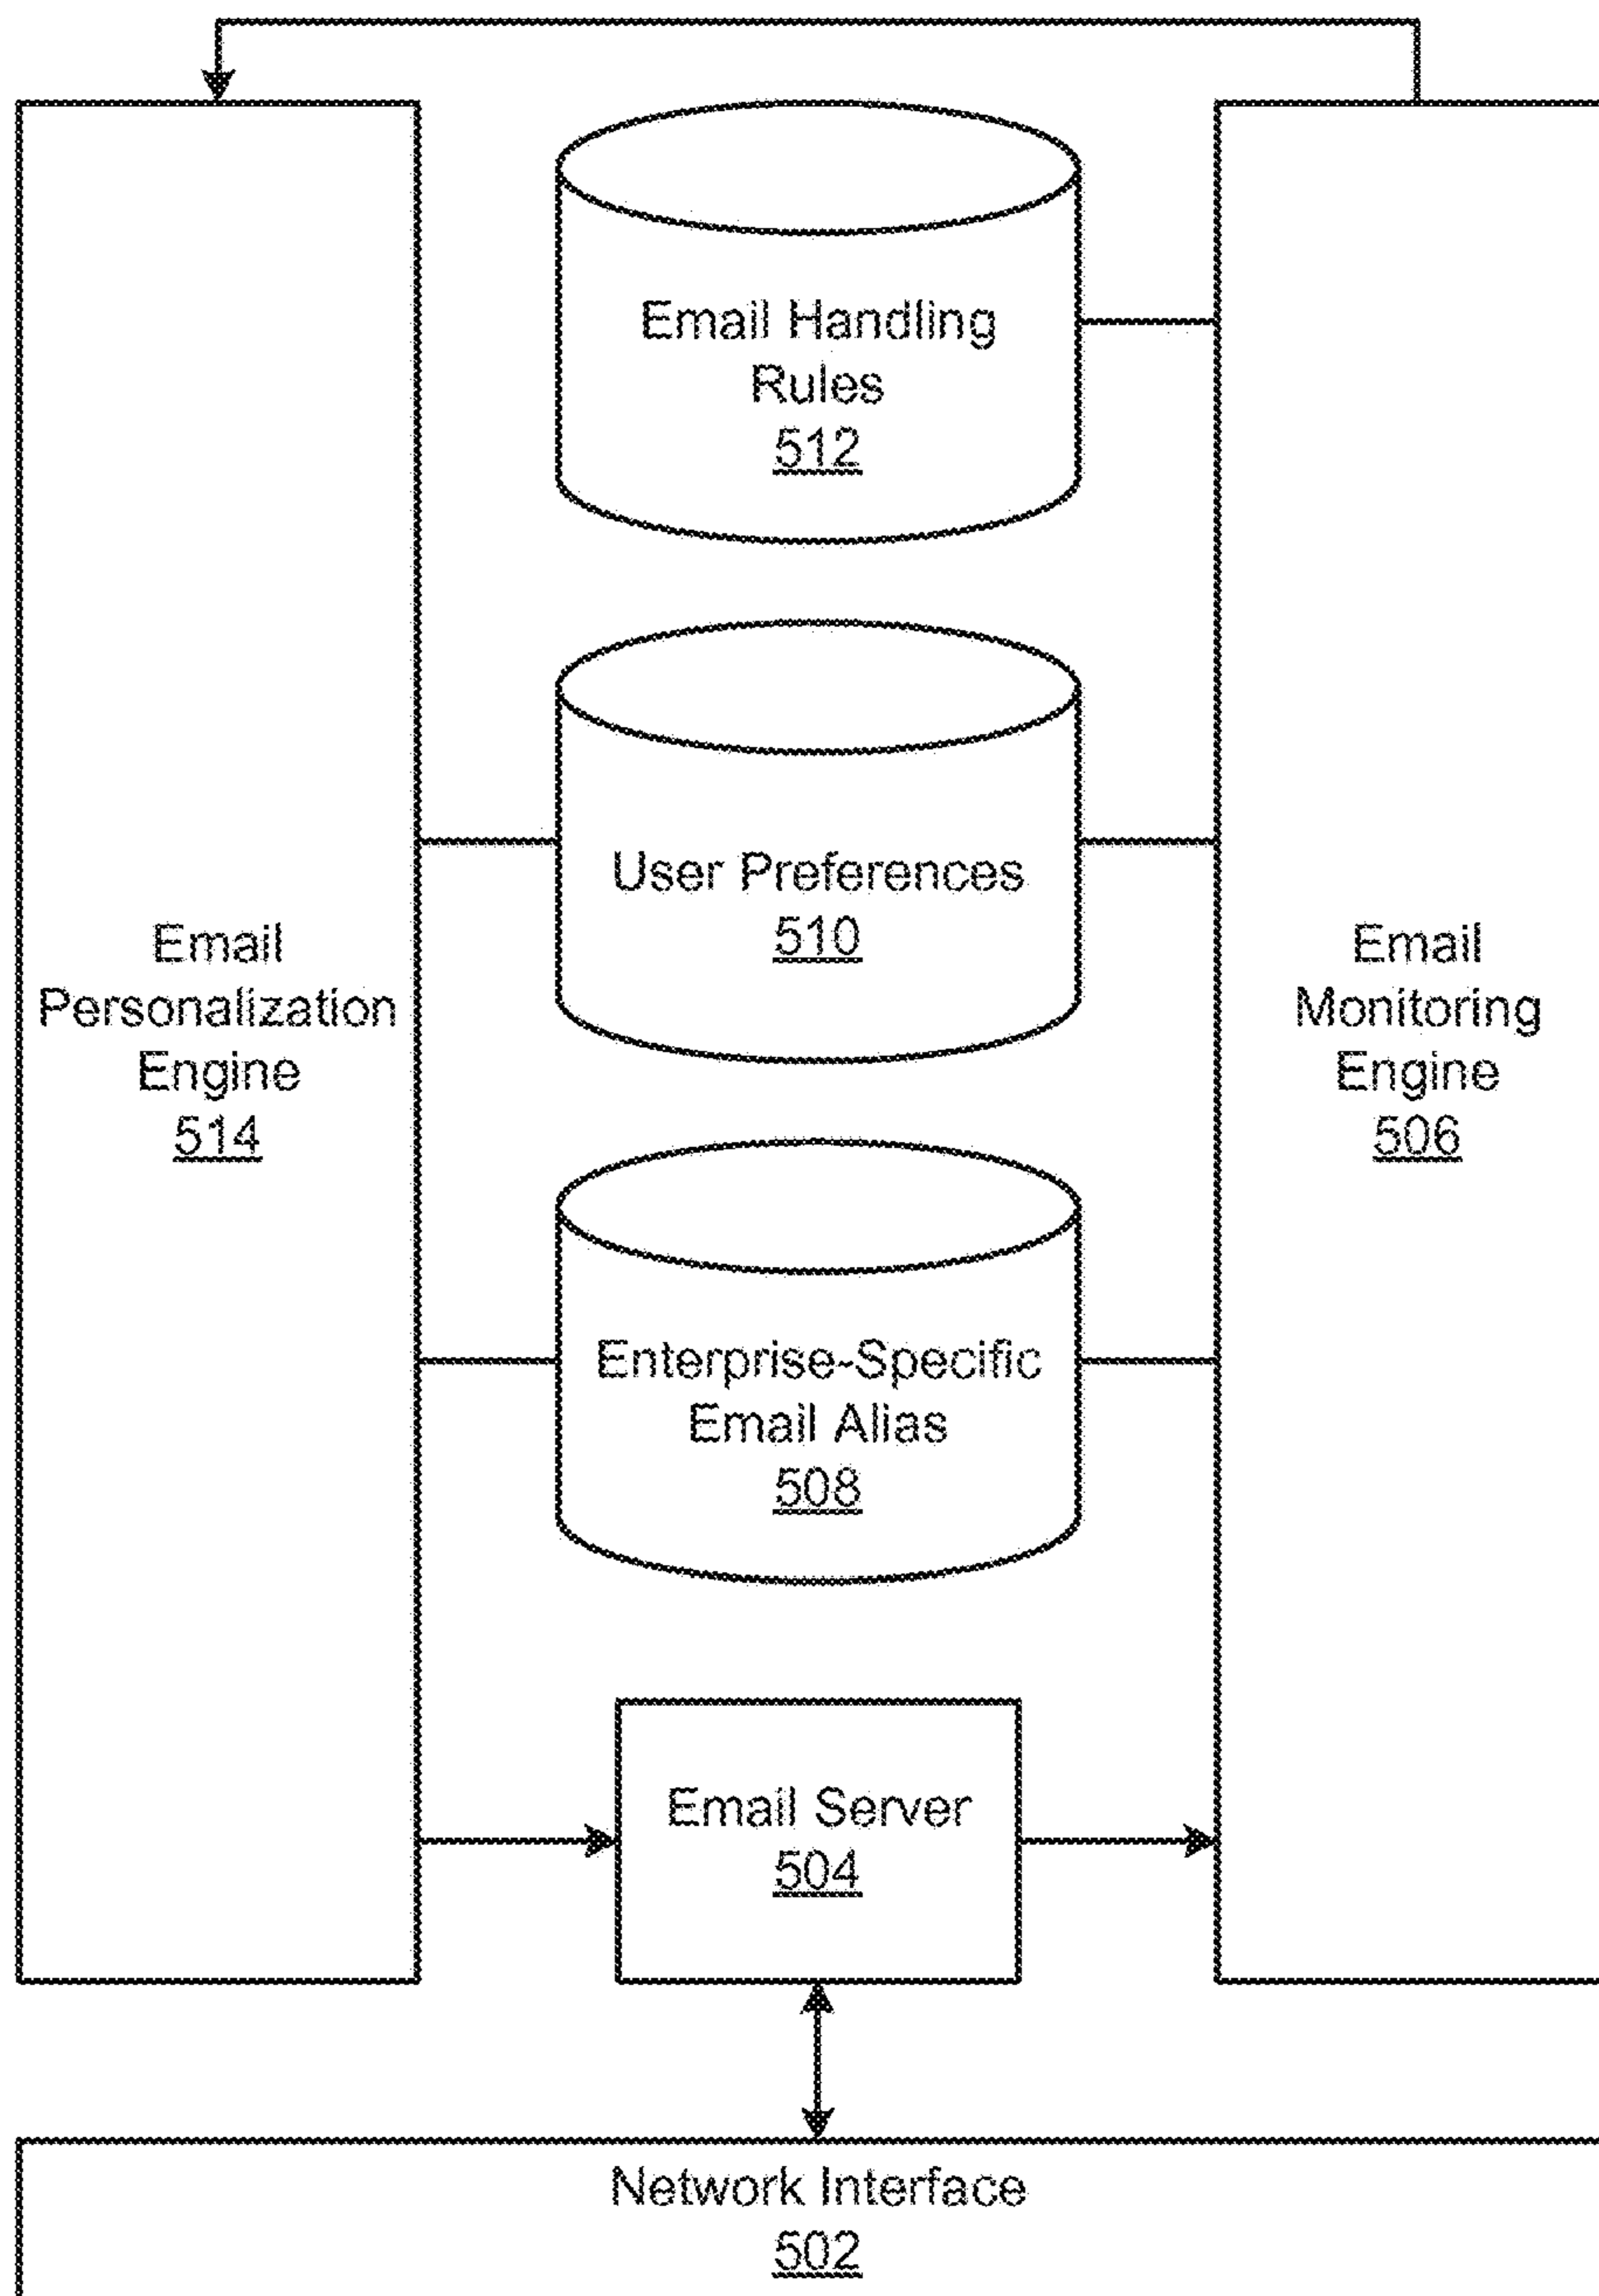 Email Handling
Rules
512
User Preferences
510
Email
Personalization
Engine
514
Email
Monitoring
Engine
506
Enterprise-Specific
Email Alias
508
Email Server
504
Network Interface
502